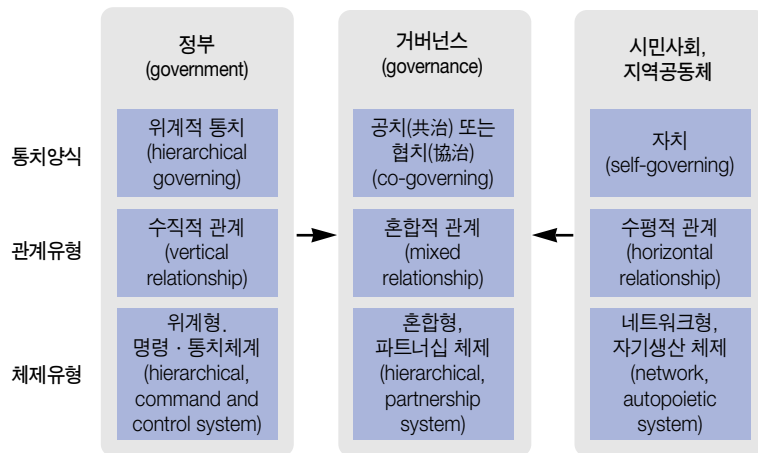 정부
(government)
거버넌스
(governance)
시민사회,
지역공동체
통치양식
위계적 통치
(hierarchical
governing)
공치(共治) 또는
협치(協治)
(co-governing)
자치
(self-governing)
관계유형
수직적 관계
(vertical
relationship)
혼합적 관계
(mixed
relationship)
수평적 관계
(horizontal
relationship)
체제유형
위계형.
명령 · 통치체계
(hierarchical,
command and
control system)
혼합형,
파트너십 체제
(hierarchical,
partnership
system)
네트워크형,
자기생산 체제
(network,
autopoietic
system)